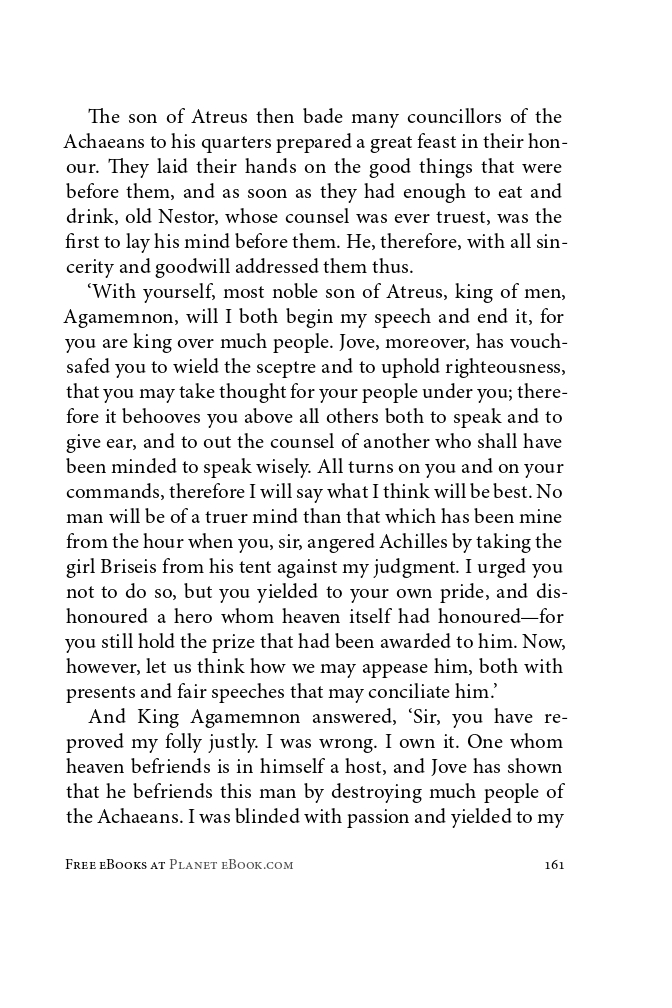 The son of Atreus then bade many councillors of the
Achaeans to his quarters prepared a great feast in their hon-
our. They laid their hands on the good things that were
before them, and as soon as they had enough to eat and
drink, old Nestor, whose counsel was ever truest, was the
first to lay his mind before them. He, therefore, with all sin-
cerity and goodwill addressed them thus.
‘With yourself, most noble son of Atreus, king of men,
Agamemnon, will I both begin my speech and end it, for
you are king over much people. Jove, moreover, has vouch-
safed you to wield the sceptre and to uphold righteousness,
that you may take thought for your people under you; there-
fore it behooves you above all others both to speak and to
give ear, and to out the counsel of another who shall have
been minded to speak wisely. All turns on you and on your
commands, therefore I will say what I think will be best. No
man will be of a truer mind than that which has been mine
from the hour when you, sir, angered Achilles by taking the
girl Briseis from his tent against my judgment. I urged you
not to do so, but you yielded to your own pride, and dis-
honoured a hero whom heaven itself had honoured—for
you still hold the prize that had been awarded to him. Now,
however, let us think how we may appease him, both with
presents and fair speeches that may conciliate him.’
And King Agamemnon answered, ‘Sir, you have re-
proved my folly justly. I was wrong. I own it. One whom
heaven befriends is in himself a host, and Jove has shown
that he befriends this man by destroying much people of
the Achaeans. I was blinded with passion and yielded to my
Free eBooks at Planet eBook.com 161